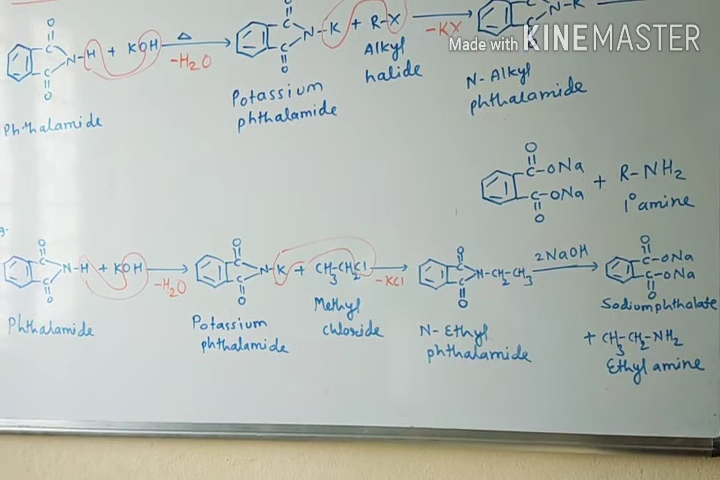 O O O
|| || ||
C C C
N-H + KOH △ -H₂O N-K + R-X -KX N-R
C C
|| ||
O O
Made with KINEMASTER
Alkyl
halide
Phthalamide
Potassium
phthalamide
N-Alkyl
phthalamide
O
||
C-ONa
C-ONa
||
O
+ R-NH₂
1° amine
O O O O
|| || || ||
C C C C-ONa
N-H + KOH -H₂O N-K + CH₃-CH₂Cl -KCl N-CH₂-CH₃ 2NaOH C-ONa
C C C ||
|| || || O
O O O
Phthalamide
Potassium
phthalamide
Methyl
chloride
N-Ethyl
phthalamide
Sodium phthalate
+ CH₃-CH₂-NH₂
Ethyl amine